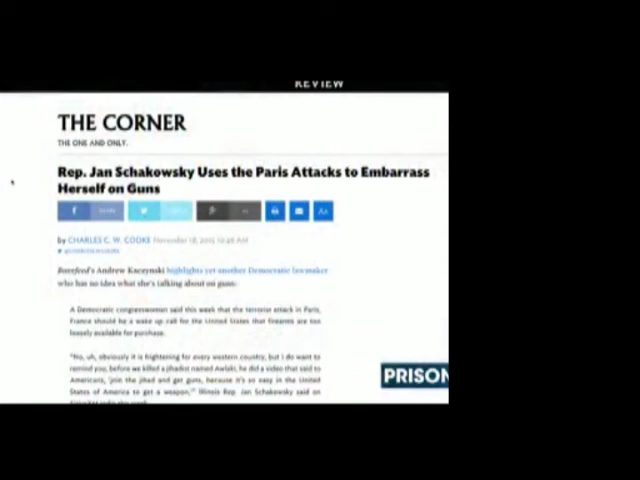 REVIEW
THE CORNER
THE ONE AND ONLY.
Rep. Jan Schakowsky Uses the Paris Attacks to Embarrass
Herself on Guns
f SHARE
by CHARLES C. W. COOKE November 18, 2015
Buzzfeed's Andrew Kaczynski highlights yet another Democratic lawmaker
who has no idea what she's talking about on guns:
A Democratic congresswoman said this week that the terrorist attack in Paris,
France should be a wake up call for the United States that firearms are too
loosely available for purchase.
"No, uh, obviously it is frightening for every western country, but I do want to
remind you, before we killed a jihadist named Awlaki, he did a video that said to
Americans, 'join the jihad and get guns, because it's so easy in the United
States of America to get a weapon,'" Illinois Rep. Jan Schakowsky said on
PRISON